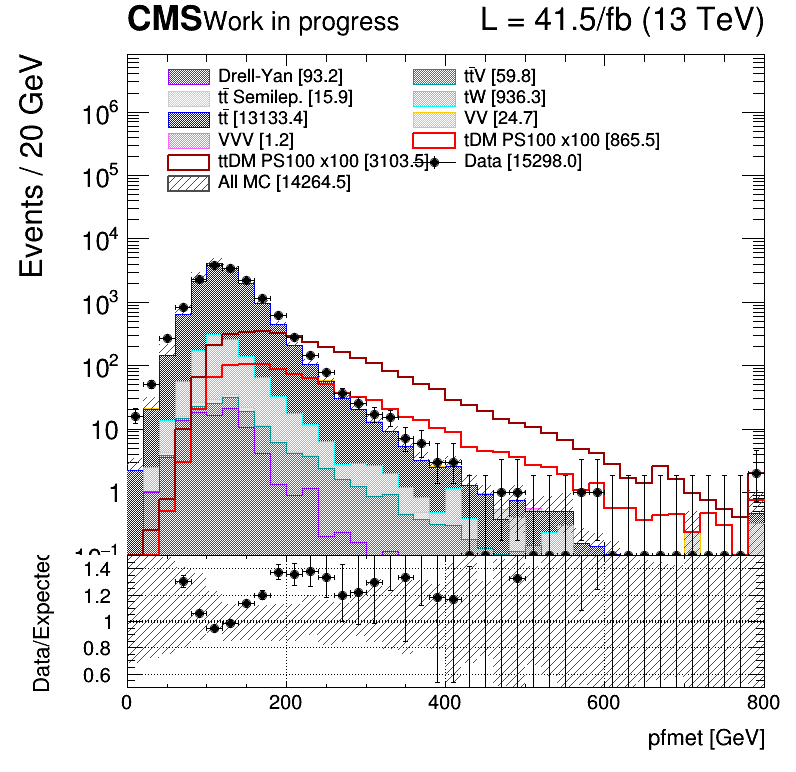 CMS Work in progress L = 41.5/fb (13 TeV)
Events / 20 GeV
Drell-Yan [93.2] tt̄V [59.8]
tt̄ Semilep. [15.9] tW [936.3]
tt̄ [13133.4] VV [24.7]
VVV [1.2] tDM PS100 x100 [865.5]
ttDM PS100 x100 [3103.5] Data [15298.0]
All MC [14264.5]
10⁶
10⁵
10⁴
10³
10²
10
1
10⁻¹
Data/Expected
1.4
1.2
1
0.8
0.6
0 200 400 600 800
pfmet [GeV]